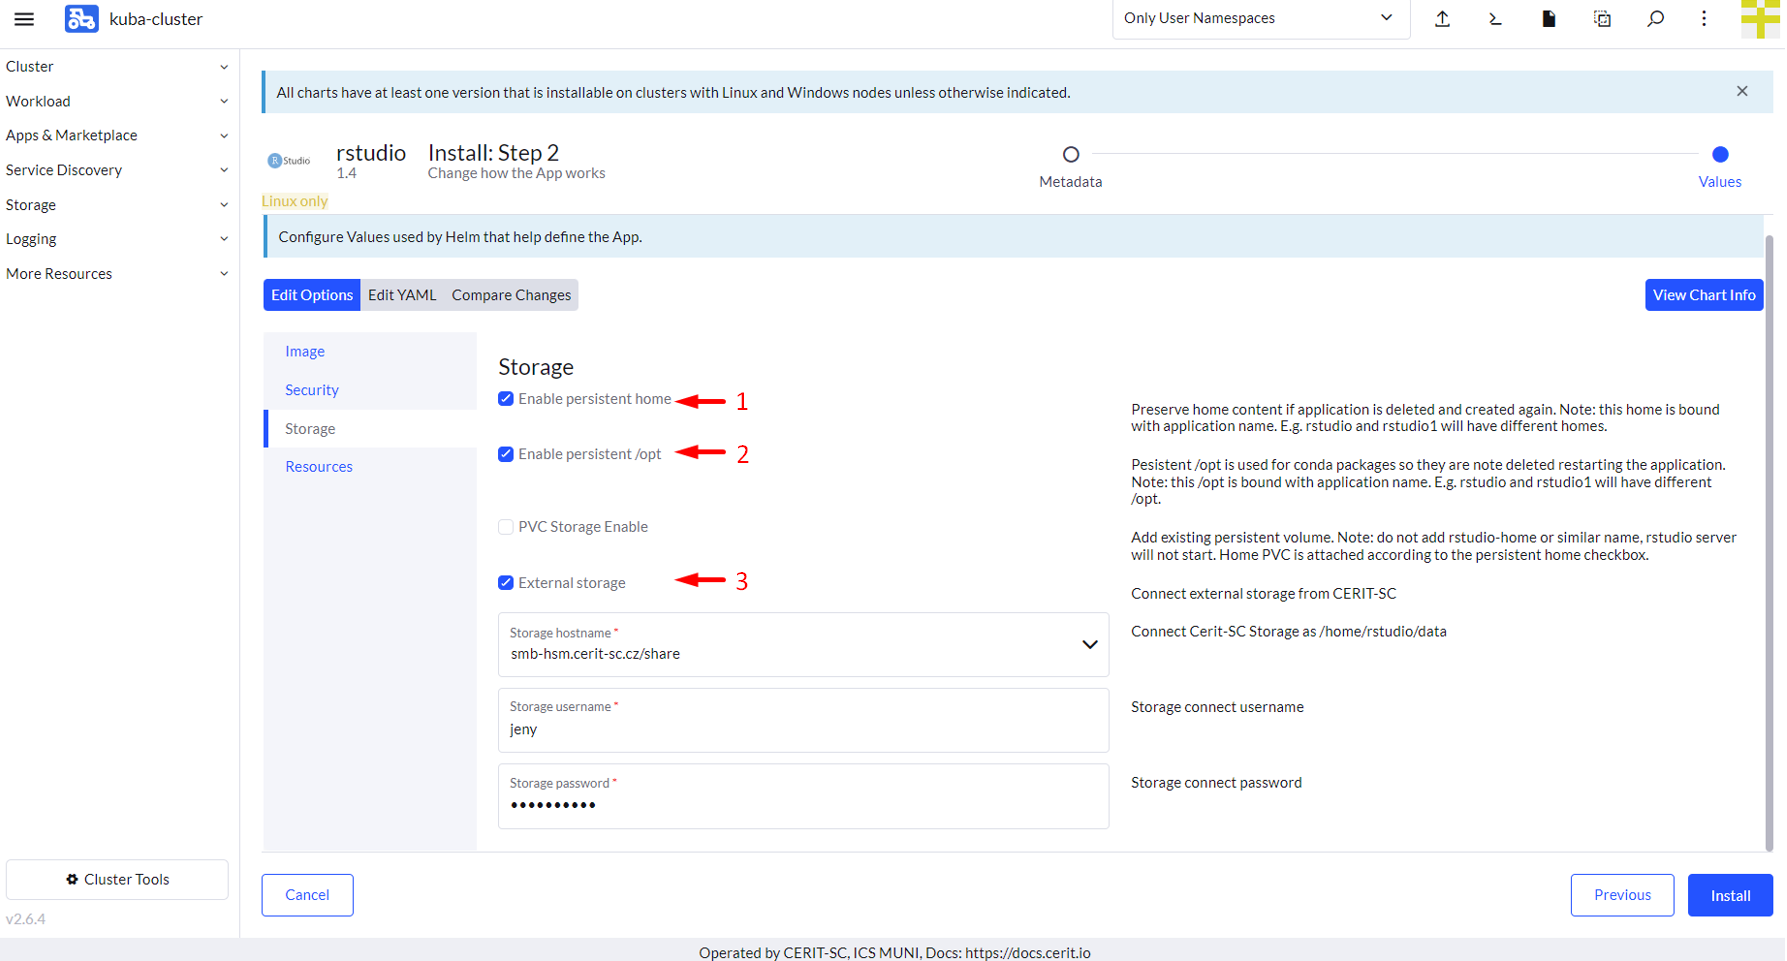 kuba-cluster
Only User Namespaces
Cluster
Workload
Apps & Marketplace
Service Discovery
Storage
Logging
More Resources
Cluster Tools
v2.6.4
All charts have at least one version that is installable on clusters with Linux and Windows nodes unless otherwise indicated.
R Studio
rstudio
1.4
Linux only
Install: Step 2
Change how the App works
Metadata
Values
Configure Values used by Helm that help define the App.
Edit Options
Edit YAML
Compare Changes
View Chart Info
Image
Security
Storage
Resources
Storage
Enable persistent home
1
Preserve home content if application is deleted and created again. Note: this home is bound
with application name. E.g. rstudio and rstudio1 will have different homes.
Enable persistent /opt
2
Pesistent /opt is used for conda packages so they are note deleted restarting the application.
Note: this /opt is bound with application name. E.g. rstudio and rstudio1 will have different
/opt.
PVC Storage Enable
Add existing persistent volume. Note: do not add rstudio-home or similar name, rstudio server
will not start. Home PVC is attached according to the persistent home checkbox.
External storage
3
Connect external storage from CERIT-SC
Storage hostname *
smb-hsm.cerit-sc.cz/share
Connect Cerit-SC Storage as /home/rstudio/data
Storage username *
jeny
Storage connect username
Storage password *
••••••••••
Storage connect password
Cancel
Previous
Install
Operated by CERIT-SC, ICS MUNI, Docs: https://docs.cerit.io